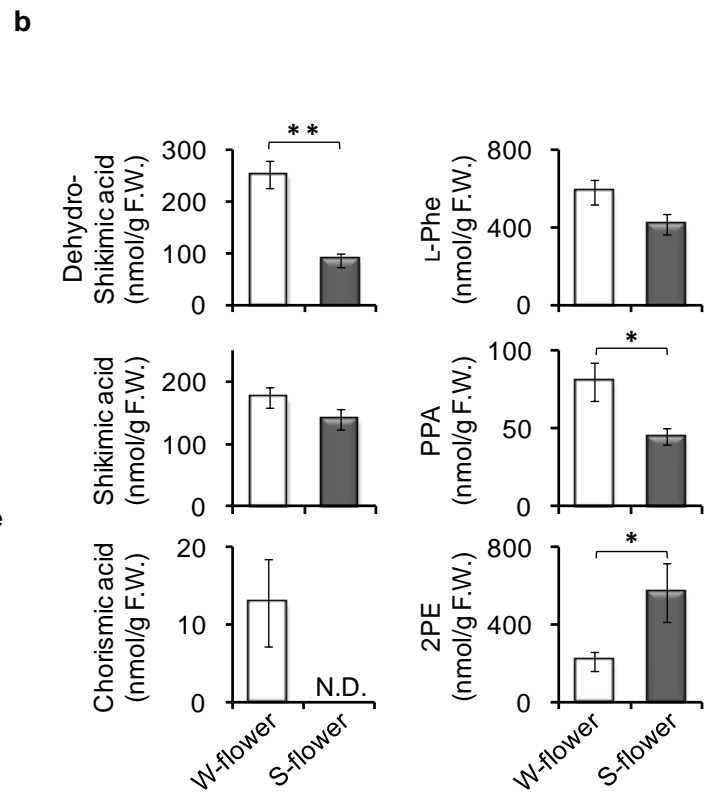 b
Dehydro-
Shikimic acid
(nmol/g F.W.)
300
200
100
0
**
L-Phe
(nmol/g F.W.)
800
400
0
Shikimic acid
(nmol/g F.W.)
200
100
0
PPA
(nmol/g F.W.)
100
50
0
*
Chorismic acid
(nmol/g F.W.)
20
10
0
N.D.
2PE
(nmol/g F.W.)
800
400
0
*
W-flower
S-flower
W-flower
S-flower
e